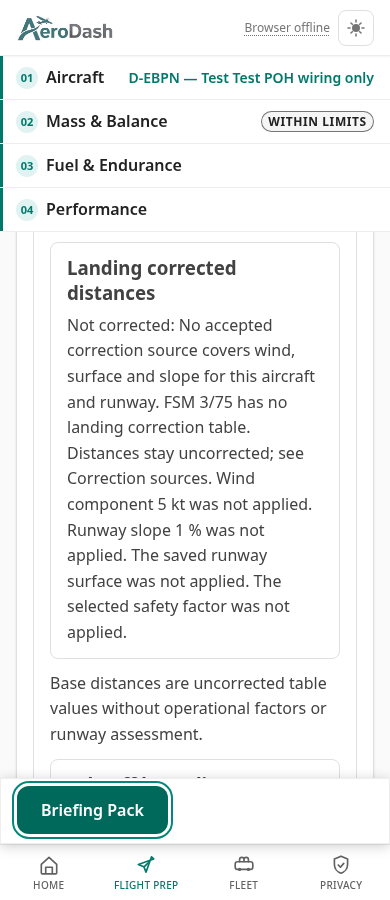 AeroDash
Browser offline
01 Aircraft D-EBPN — Test Test POH wiring only
02 Mass & Balance WITHIN LIMITS
03 Fuel & Endurance
04 Performance
Landing corrected
distances
Not corrected: No accepted
correction source covers wind,
surface and slope for this aircraft
and runway. FSM 3/75 has no
landing correction table.
Distances stay uncorrected; see
Correction sources. Wind
component 5 kt was not applied.
Runway slope 1 % was not
applied. The saved runway
surface was not applied. The
selected safety factor was not
applied.
Base distances are uncorrected table
values without operational factors or
runway assessment.
Briefing Pack
HOME
FLIGHT PREP
FLEET
PRIVACY